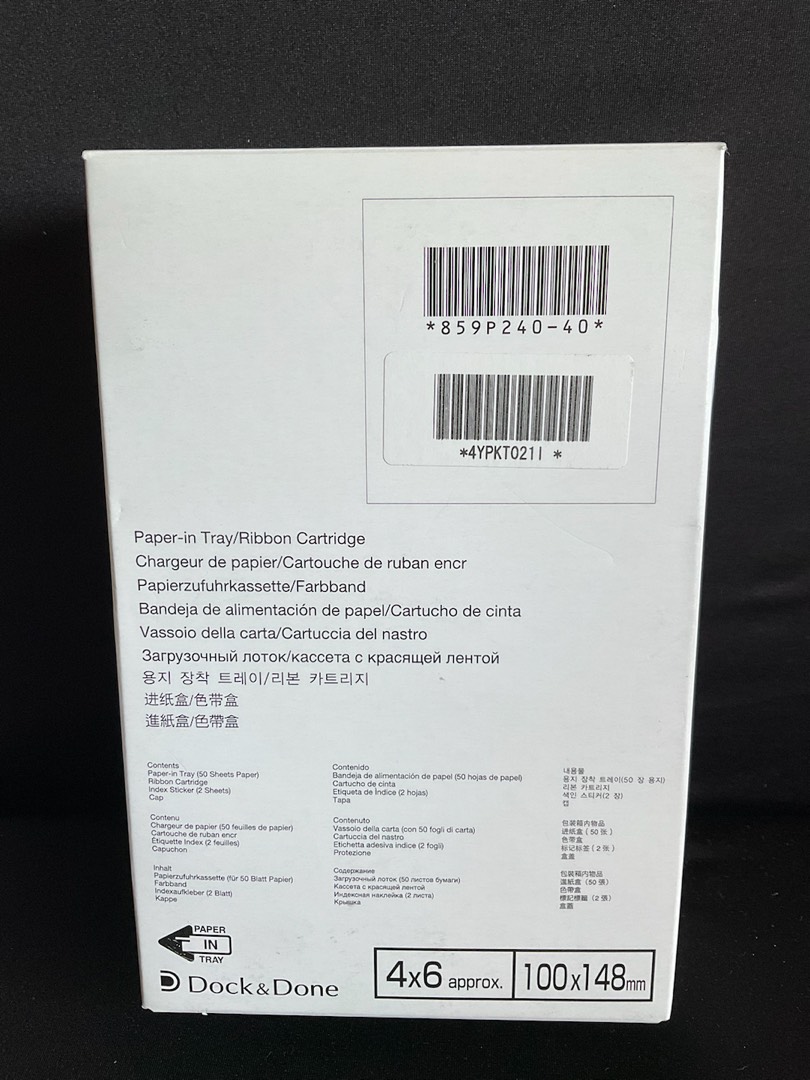 *859P240-40*
*4YPKT021I *
Paper-in Tray/Ribbon Cartridge
Chargeur de papier/Cartouche de ruban encr
Papierzufuhrkassette/Farbband
Bandeja de alimentación de papel/Cartucho de cinta
Vassoio della carta/Cartuccia del nastro
Загрузочный лоток/кассета с красящей лентой
용지 장착 트레이/리본 카트리지
进纸盒/色带盒
進紙盒/色帶盒
Contents
Paper-in Tray (50 Sheets Paper)
Ribbon Cartridge
Index Sticker (2 Sheets)
Cap
Contenu
Chargeur de papier (50 feuilles de papier)
Cartouche de ruban encr
Étiquette Index (2 feuilles)
Capuchon
Inhalt
Papierzufuhrkassette (für 50 Blatt Papier)
Farbband
Indexaufkleber (2 Blatt)
Kappe
Contenido
Bandeja de alimentación de papel (50 hojas de papel)
Cartucho de cinta
Etiqueta de Índice (2 hojas)
Tapa
Contenuto
Vassoio della carta (con 50 fogli di carta)
Cartuccia del nastro
Etichetta adesiva indice (2 fogli)
Protezione
Содержание
Загрузочный лоток (50 листов бумаги)
Кассета с красящей лентой
Индексная наклейка (2 листа)
Крышка
내용물
용지 장착 트레이(50 장 용지)
리본 카트리지
색인 스티커(2 장)
캡
包装箱内物品
进纸盒 (50 张)
色带盒
标记标签 (2 张)
盒盖
包裝箱內物品
進紙盒 (50 張)
色帶盒
標記標籤 (2 張)
盒蓋
PAPER
IN
TRAY
Dock&Done
4x6 approx.
100x148mm